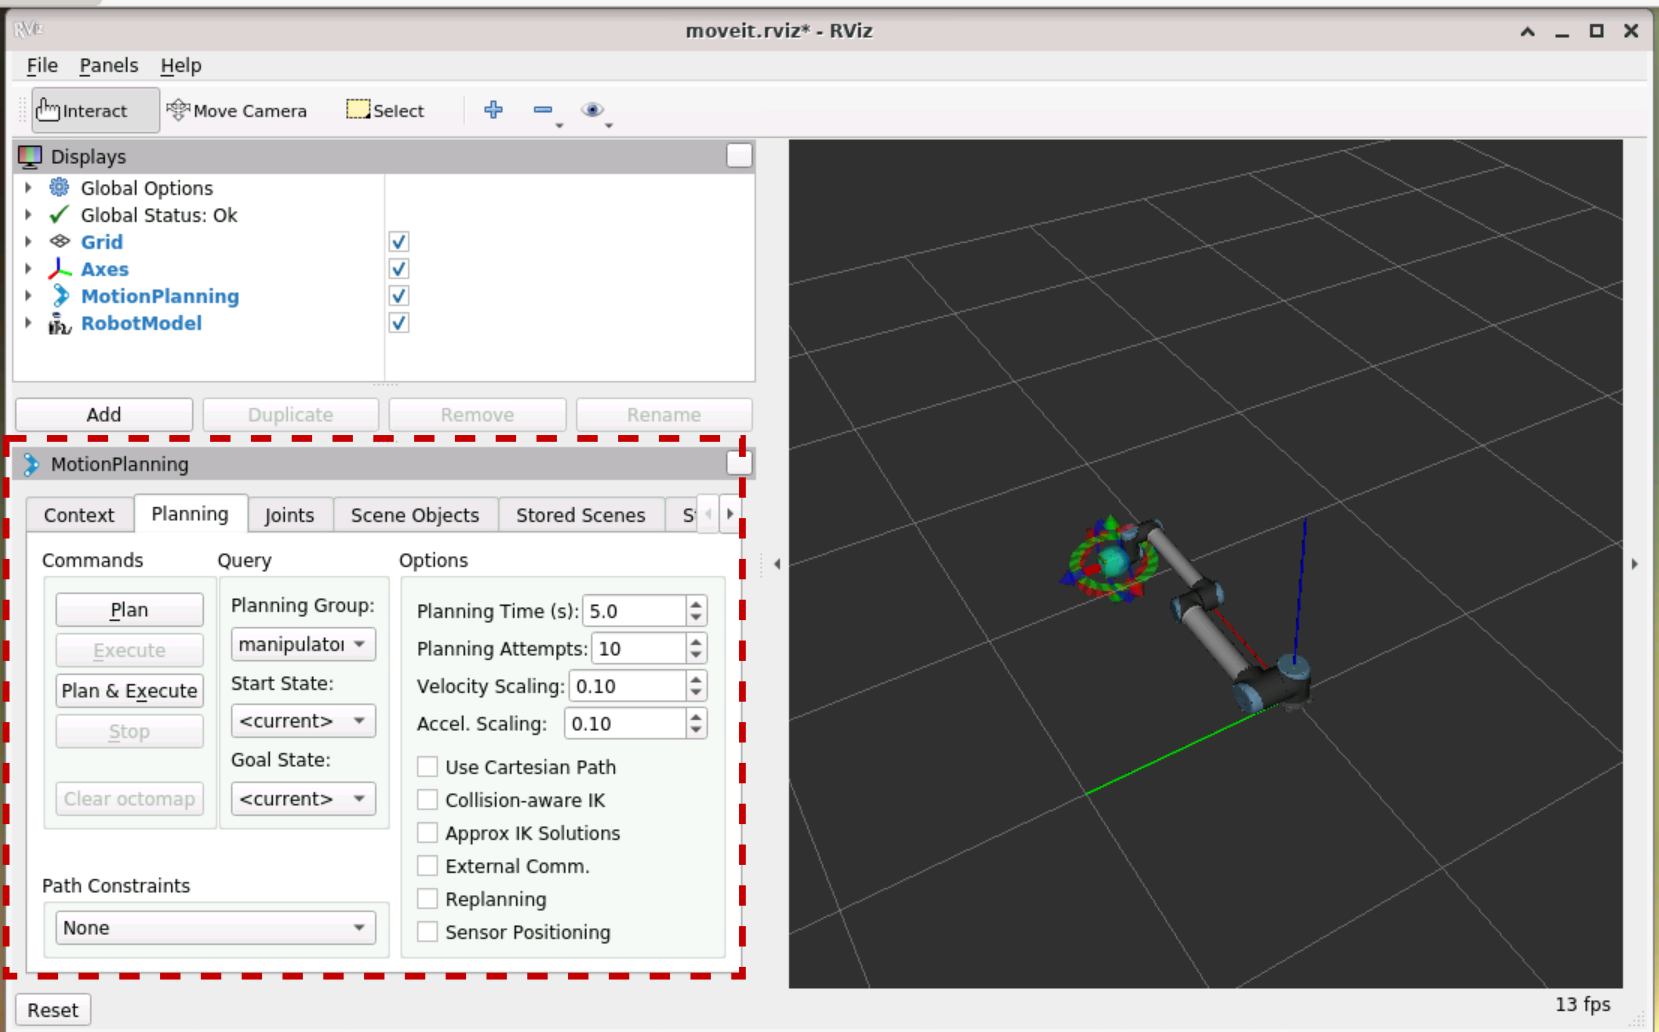 RViz
moveit.rviz* - RViz
File Panels Help
Interact Move Camera Select
Displays
Global Options
Global Status: Ok
Grid
Axes
MotionPlanning
RobotModel
Add Duplicate Remove Rename
MotionPlanning
Context Planning Joints Scene Objects Stored Scenes
Commands Query Options
Plan
Execute
Plan & Execute
Stop
Clear octomap
Planning Group:
manipulator
Start State:
<current>
Goal State:
<current>
Planning Time (s): 5.0
Planning Attempts: 10
Velocity Scaling: 0.10
Accel. Scaling: 0.10
Use Cartesian Path
Collision-aware IK
Approx IK Solutions
External Comm.
Replanning
Sensor Positioning
Path Constraints
None
Reset
13 fps